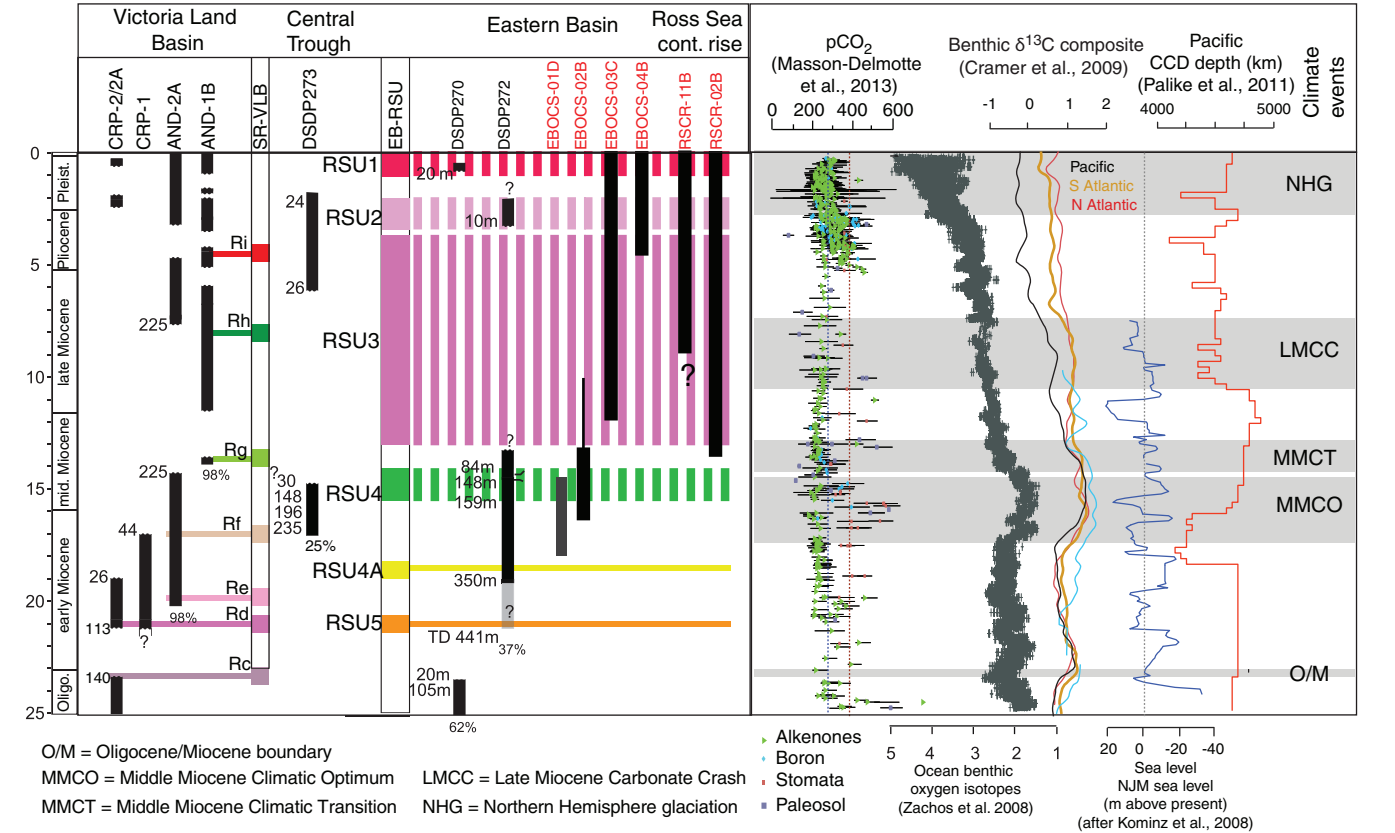 Victoria Land
Basin
Central
Trough
Eastern Basin
Ross Sea
cont. rise
pCO2
(Masson-Delmotte
et al., 2013)
0 200 400 600
Benthic δ13C composite
(Cramer et al., 2009)
-1 0 1 2
Pacific
CCD depth (km)
(Palike et al., 2011)
4000 5000
Climate
events
CRP-2/2A
CRP-1
AND-2A
AND-1B
SR-VLB
DSDP273
EB-RSU
DSDP270
DSDP272
EBOCS-01D
EBOCS-02B
EBOCS-03C
EBOCS-04B
RSCR-11B
RSCR-02B
0
5
10
15
20
25
Pleist.
Pliocene
late Miocene
mid. Miocene
early Miocene
Oligo.
Ri
Rh
Rg
Rf
Re
Rd
Rc
225
98%
225
44
26
98%
113
?
140
24
26
?
30
148
196
235
25%
RSU1
RSU2
RSU3
RSU4
RSU4A
RSU5
20 m
?
10m
?
84m
148m
159m
350m
?
TD 441m
37%
20m
105m
62%
?
Pacific
S Atlantic
N Atlantic
NHG
LMCC
MMCT
MMCO
O/M
O/M = Oligocene/Miocene boundary
MMCO = Middle Miocene Climatic Optimum
MMCT = Middle Miocene Climatic Transition
LMCC = Late Miocene Carbonate Crash
NHG = Northern Hemisphere glaciation
Alkenones
Boron
Stomata
Paleosol
5 4 3 2 1
Ocean benthic
oxygen isotopes
(Zachos et al. 2008)
20 0 -20 -40
Sea level
NJM sea level
(m above present)
(after Kominz et al., 2008)